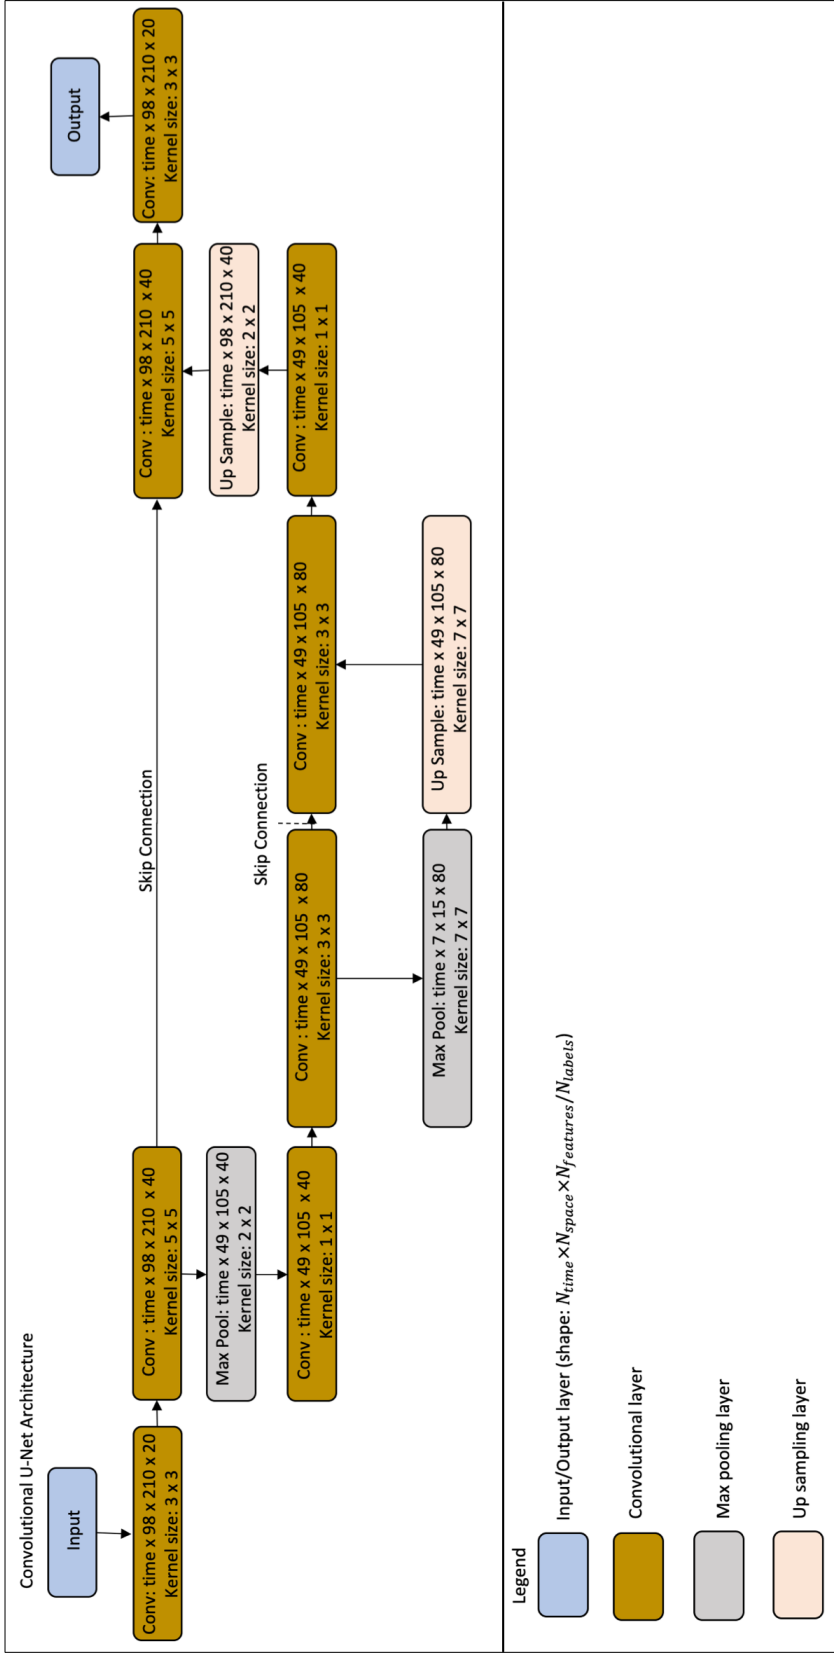 Convolutional U-Net Architecture
Input
Conv: time x 98 x 210 x 20
Kernel size: 3 x 3
Conv : time x 98 x 210  x 40
Kernel size: 5 x 5
Max Pool: time x 49 x 105 x 40
Kernel size: 2 x 2
Conv : time x 49 x 105  x 40
Kernel size: 1 x 1
Skip Connection
Conv : time x 49 x 105  x 80
Kernel size: 3 x 3
Max Pool: time x 7 x 15 x 80
Kernel size: 7 x 7
Skip Connection
Conv : time x 49 x 105  x 80
Kernel size: 3 x 3
Up Sample: time x 49 x 105 x 80
Kernel size: 7 x 7
Conv : time x 98 x 210  x 40
Kernel size: 5 x 5
Up Sample: time x 98 x 210 x 40
Kernel size: 2 x 2
Conv : time x 49 x 105  x 40
Kernel size: 1 x 1
Conv: time x 98 x 210 x 20
Kernel size: 3 x 3
Output
Legend
Input/Output layer (shape: N_time×N_space×N_features/N_labels)
Convolutional layer
Max pooling layer
Up sampling layer